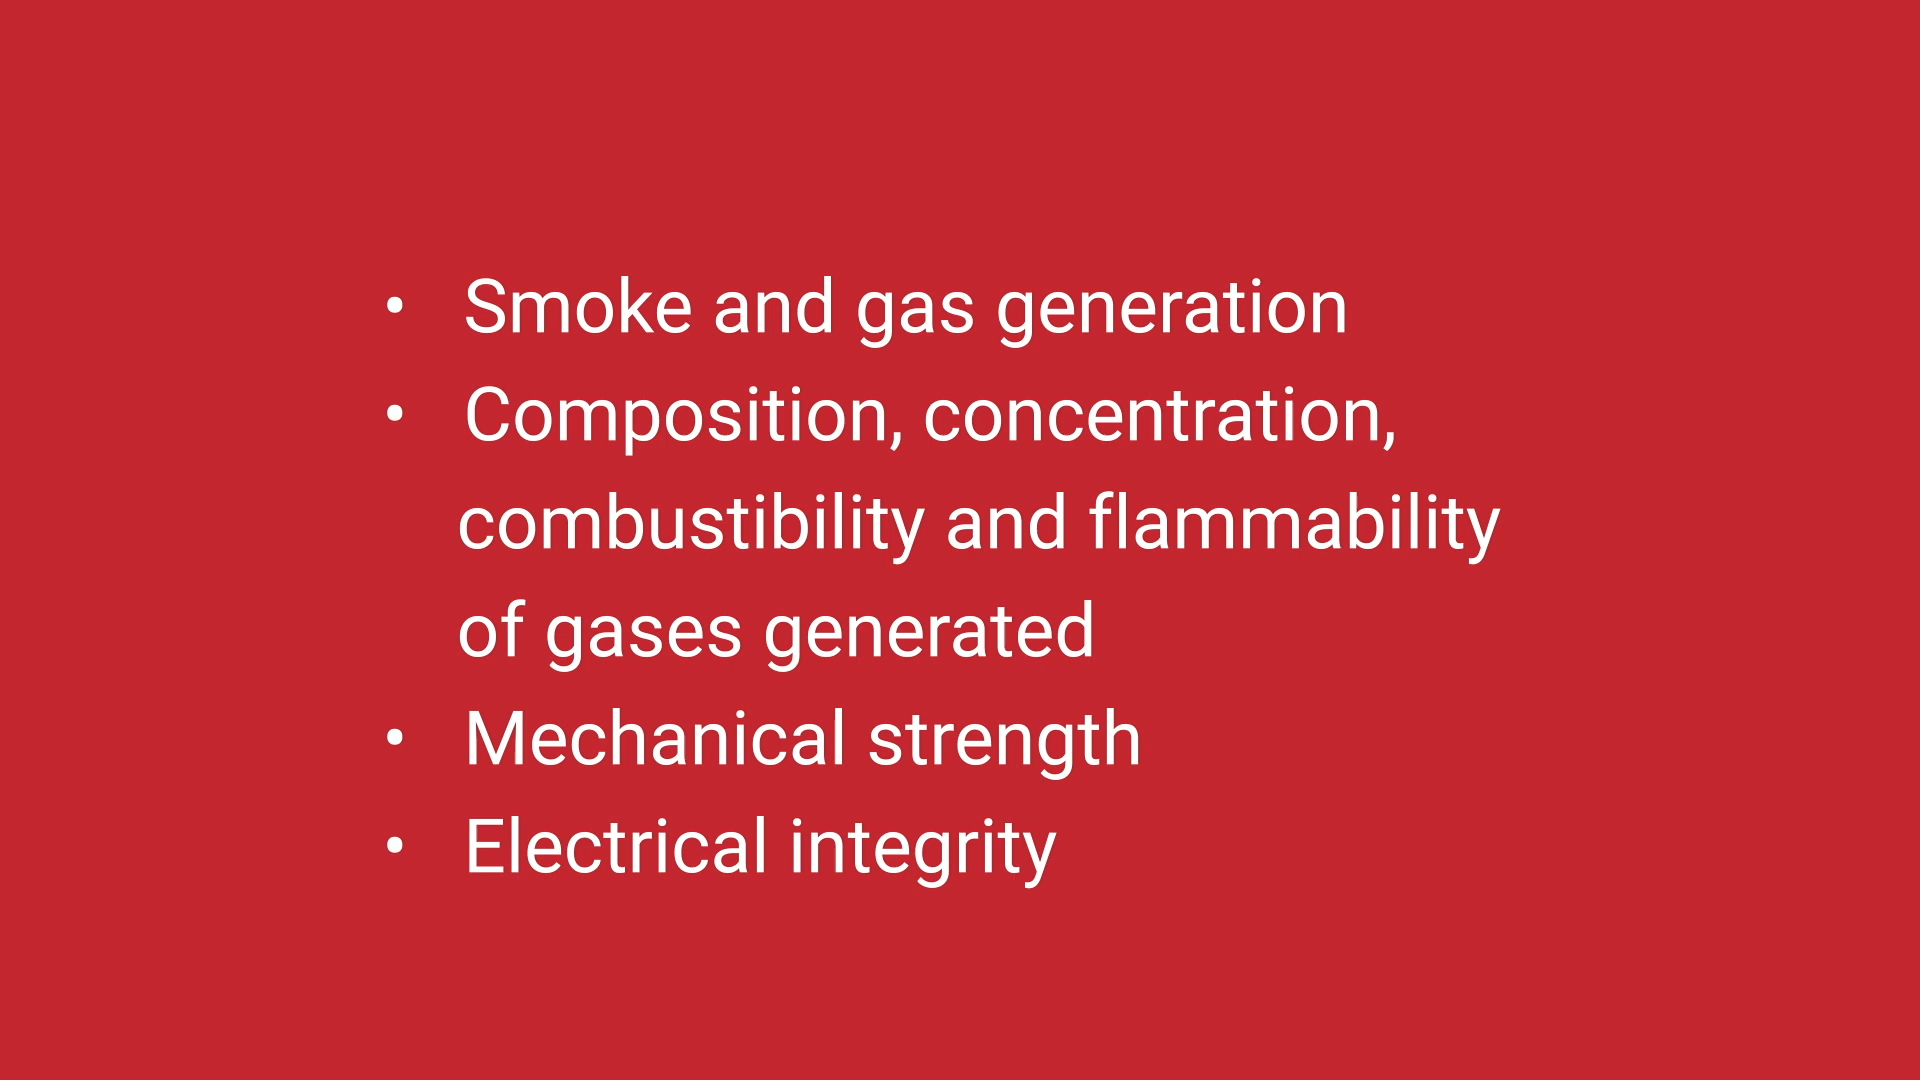 • Smoke and gas generation
• Composition, concentration,
combustibility and flammability
of gases generated
• Mechanical strength
• Electrical integrity